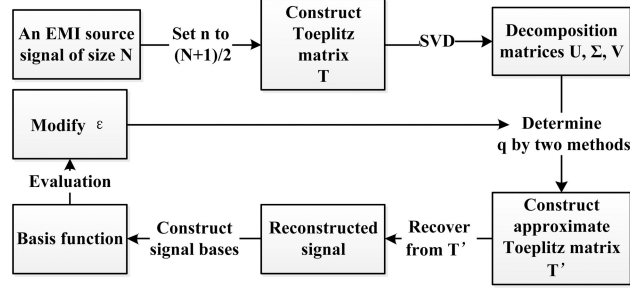 An EMI source
signal of size N
Set n to
(N+1)/2
Construct
Toeplitz
matrix
T
SVD
Decomposition
matrices U, Σ, V
Modify ε
Determine
q by two methods
Evaluation
Basis function
Construct
signal bases
Reconstructed
signal
Recover
from T’
Construct
approximate
Toeplitz matrix
T’